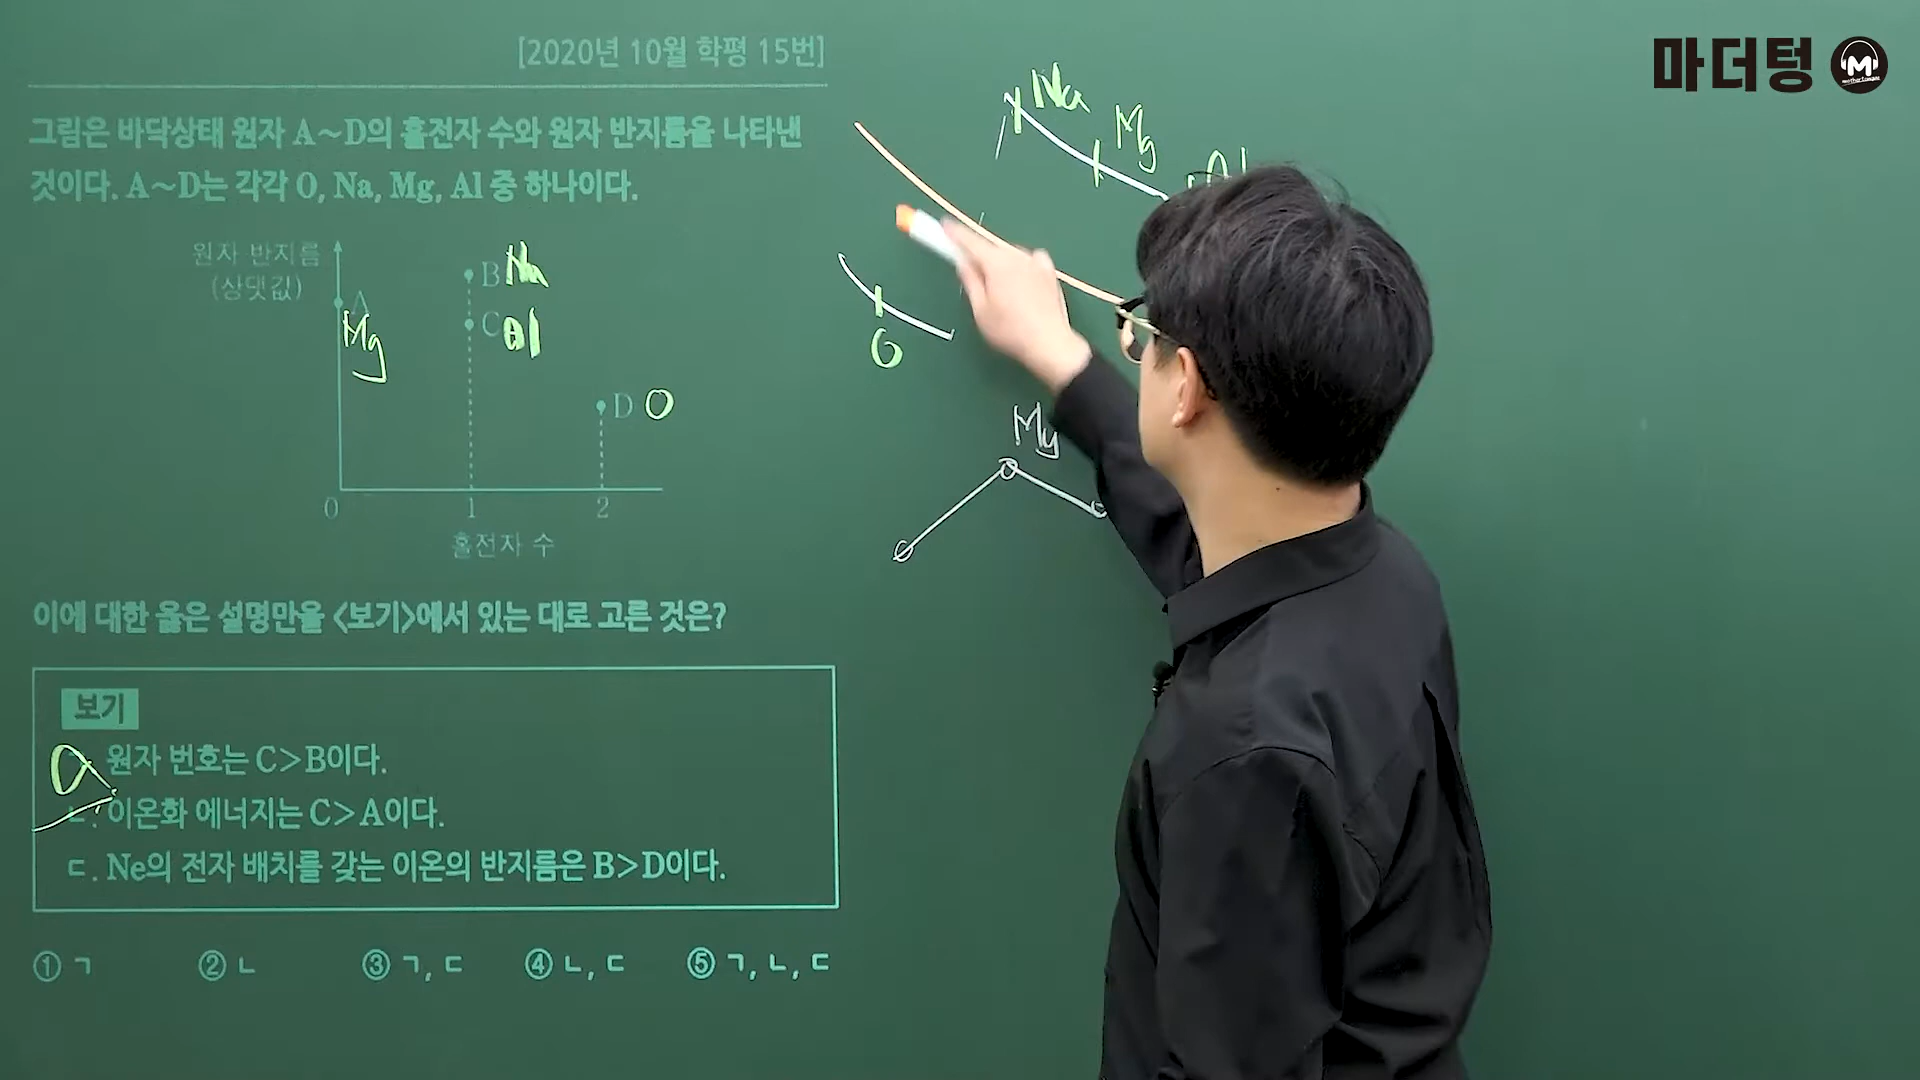 [2020년 10월 학평 15번]
그림은 바닥상태 원자 A~D의 홀전자 수와 원자 반지름을 나타낸
것이다. A~D는 각각 O, Na, Mg, Al 중 하나이다.
원자 반지름
(상댓값)
A
Mg
B Na
C Al
D O
0
1
2
홀전자 수
이에 대한 옳은 설명만을 <보기>에서 있는 대로 고른 것은?
보기
원자 번호는 C>B이다.
ㄴ. 이온화 에너지는 C>A이다.
ㄷ. Ne의 전자 배치를 갖는 이온의 반지름은 B>D이다.
① ㄱ
② ㄴ
③ ㄱ, ㄷ
④ ㄴ, ㄷ
⑤ ㄱ, ㄴ, ㄷ
Na
Mg
Al
O
Mg
마더텅
M